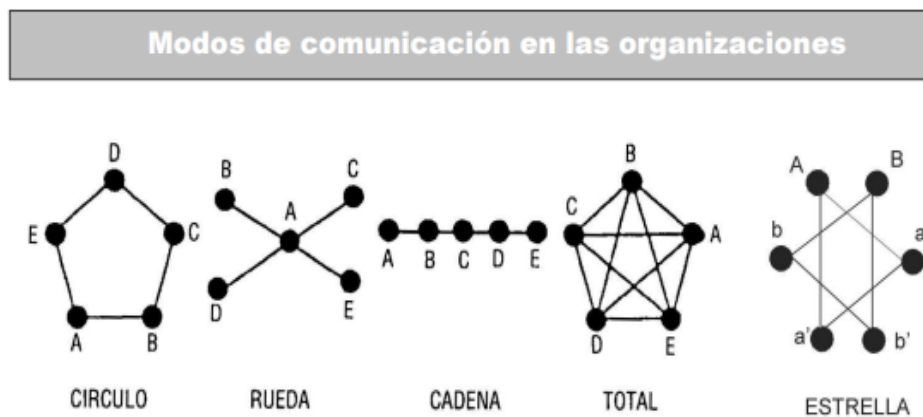 Modos de comunicación en las organizaciones
D
E
C
A
B
CIRCULO
B
C
A
D
E
RUEDA
A B C D E
CADENA
B
C
A
D
E
TOTAL
A
B
b
a
a'
b'
ESTRELLA